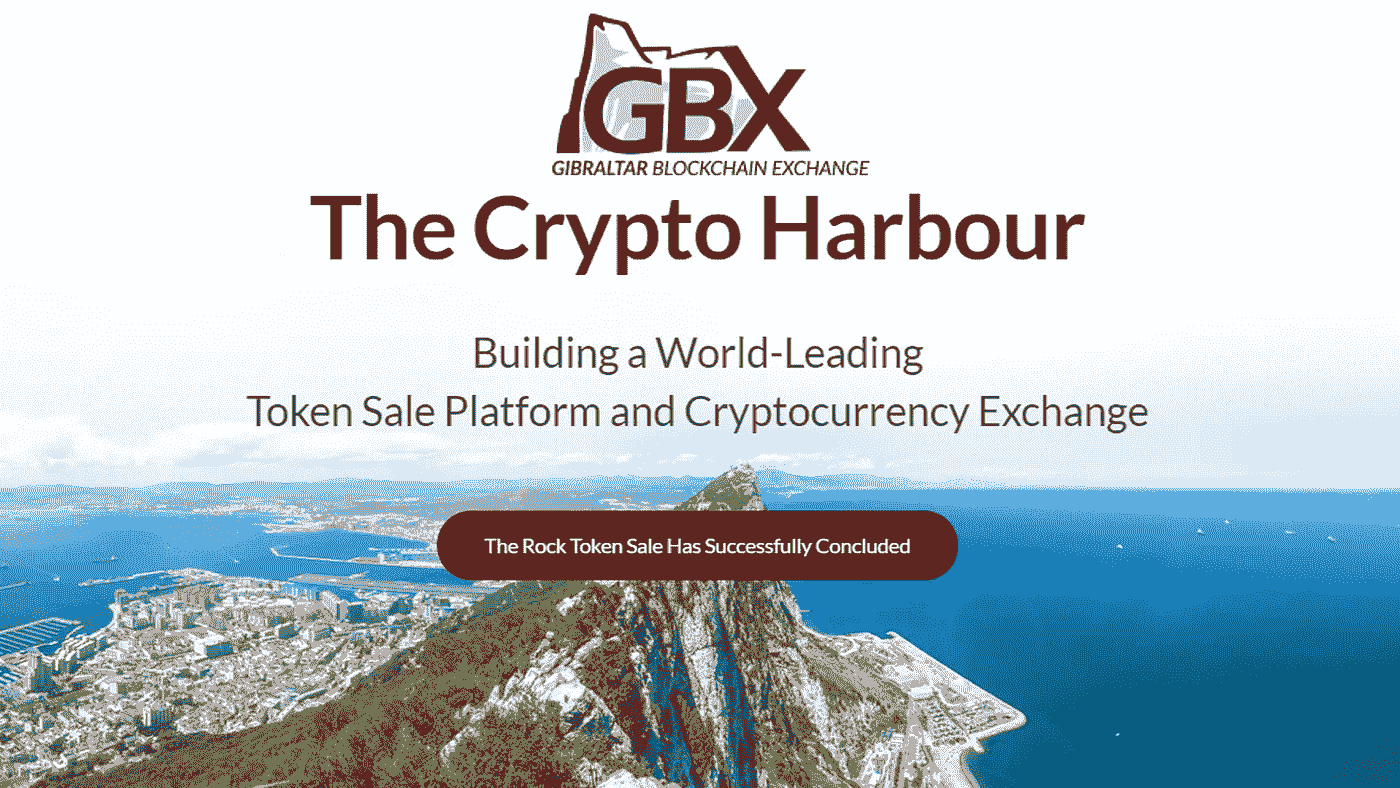 GBX
GIBRALTAR BLOCKCHAIN EXCHANGE
The Crypto Harbour
Building a World-Leading
Token Sale Platform and Cryptocurrency Exchange
The Rock Token Sale Has Successfully Concluded